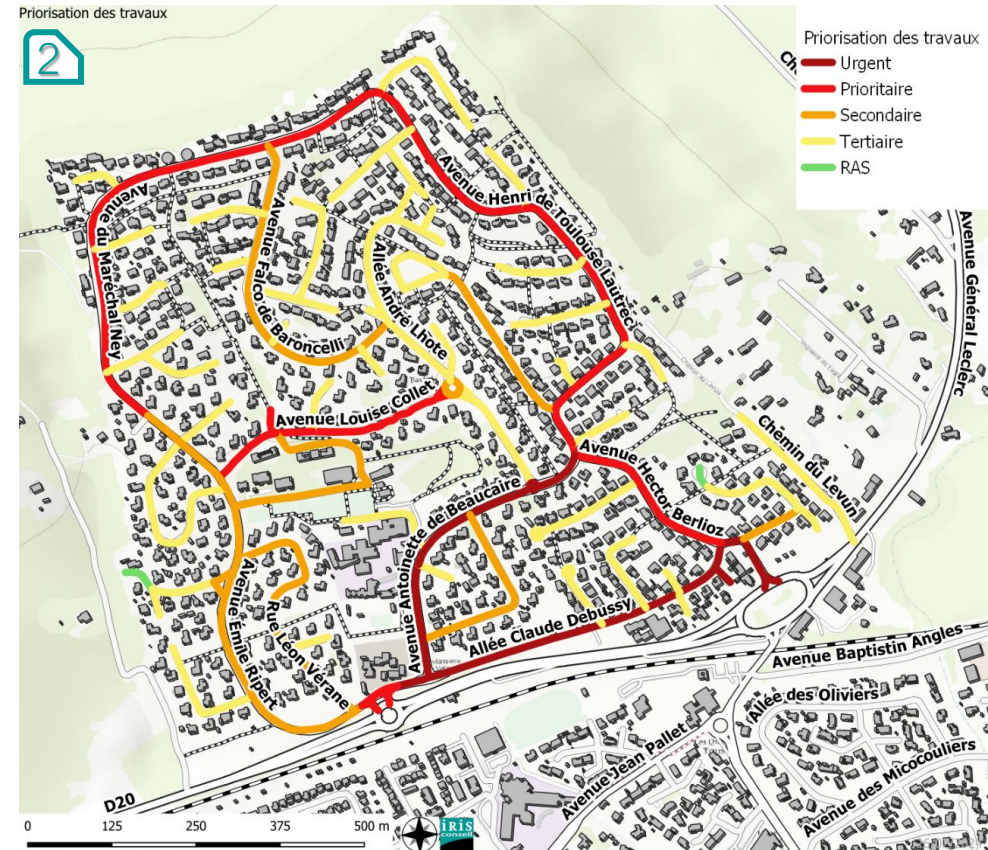 Priorisation des travaux
2
Priorisation des travaux
Urgent
Prioritaire
Secondaire
Tertiaire
RAS
Avenue Henri de Toulouse Lautrec
Avenue du Maréchal Ney
Avenue Falco de Baroncelli
Allée André Lhote
Avenue Général Leclerc
Avenue Louise Collet
Avenue Hector Berlioz
Chemin du Levun
Avenue Antoinette de Beaucaire
Allée Claude Debussy
Avenue Émile Ripert
Rue Léon Vérane
Avenue Baptistin Angles
Allée des Oliviers
Avenue Jean Pallet
Avenue des Micocouliers
D20
0 125 250 375 500 m
iRiS
conseil